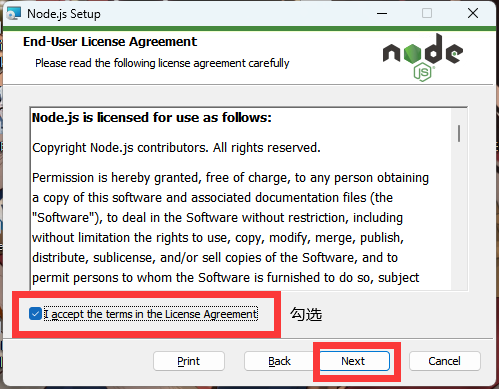 Node.js Setup
End-User License Agreement
Please read the following license agreement carefully
node
JS
Node.js is licensed for use as follows:
Copyright Node.js contributors. All rights reserved.
Permission is hereby granted, free of charge, to any person obtaining
a copy of this software and associated documentation files (the
"Software"), to deal in the Software without restriction, including
without limitation the rights to use, copy, modify, merge, publish,
distribute, sublicense, and/or sell copies of the Software, and to
permit persons to whom the Software is furnished to do so, subject
I accept the terms in the License Agreement
勾选
Print
Back
Next
Cancel